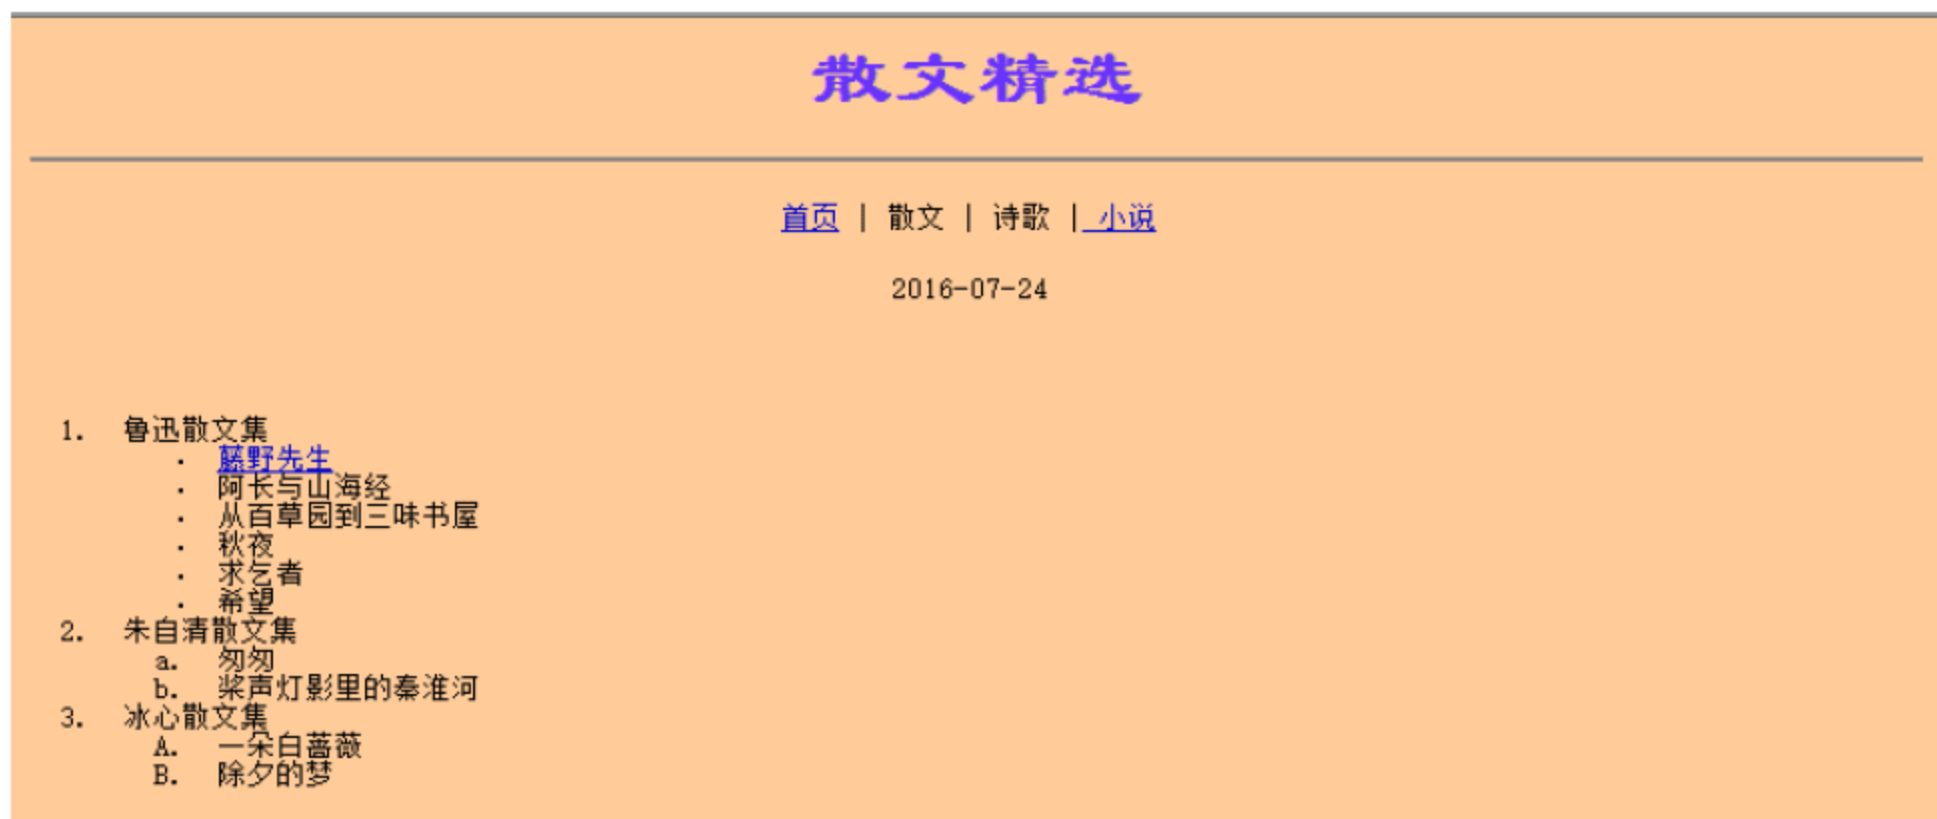 散文精选
首页 | 散文 | 诗歌 | 小说
2016-07-24
1. 鲁迅散文集
· 藤野先生
· 阿长与山海经
· 从百草园到三味书屋
· 秋夜
· 求乞者
· 希望
2. 朱自清散文集
a. 匆匆
b. 桨声灯影里的秦淮河
3. 冰心散文集
A. 一朵白蔷薇
B. 除夕的梦